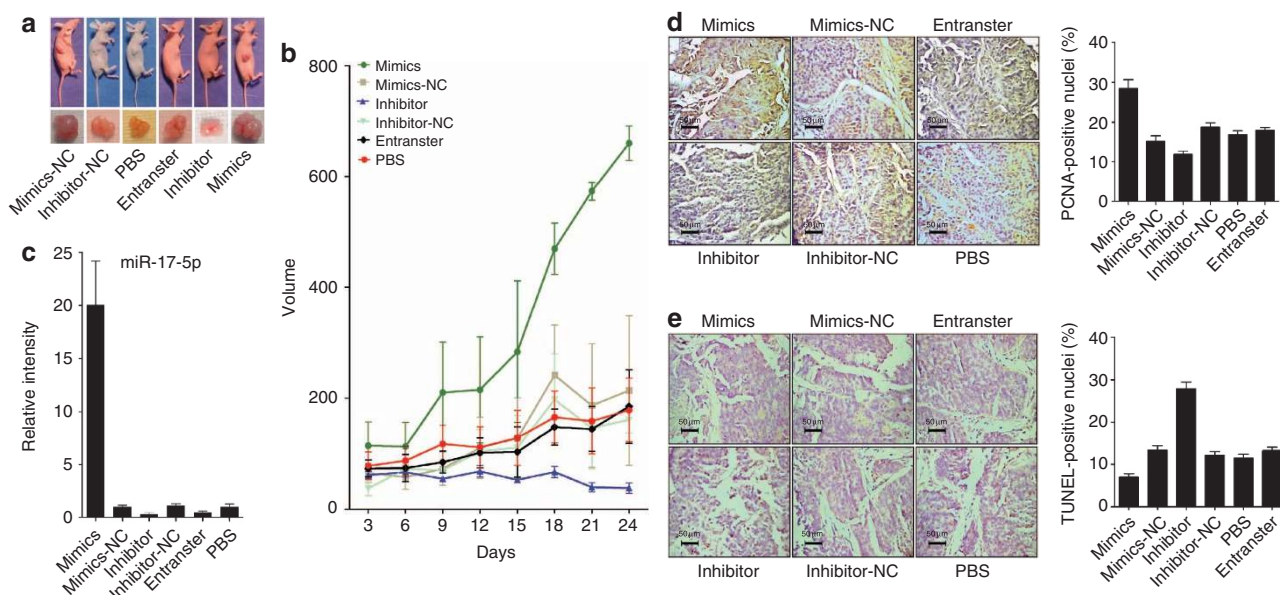 a
Mimics-NC
Inhibitor-NC
PBS
Entranster
Inhibitor
Mimics
b
800
600
400
200
0
Volume
3 6 9 12 15 18 21 24
Days
Mimics
Mimics-NC
Inhibitor
Inhibitor-NC
Entranster
PBS
c
miR-17-5p
25
20
15
10
5
0
Relative intensity
Mimics
Mimics-NC
Inhibitor
Inhibitor-NC
Entranster
PBS
d
Mimics Mimics-NC Entranster
50 µm 50 µm 50 µm
50 µm 50 µm 50 µm
Inhibitor Inhibitor-NC PBS
40
30
20
10
0
PCNA-positive nuclei (%)
Mimics
Mimics-NC
Inhibitor
Inhibitor-NC
PBS
Entranster
e
Mimics Mimics-NC Entranster
50 µm 50 µm 50 µm
50 µm 50 µm 50 µm
Inhibitor Inhibitor-NC PBS
40
30
20
10
0
TUNEL-positive nuclei (%)
Mimics
Mimics-NC
Inhibitor
Inhibitor-NC
PBS
Entranster